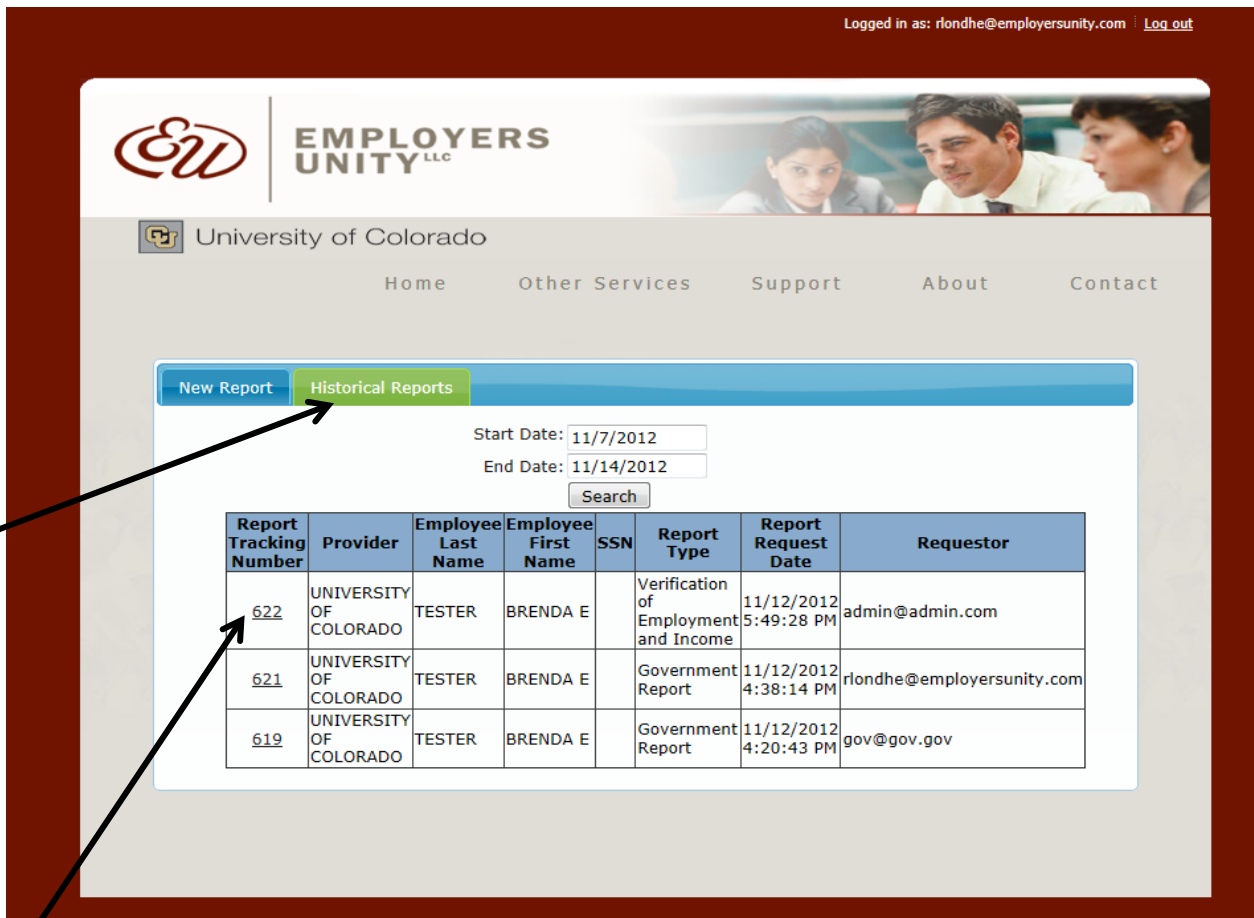 Logged in as: rlondhe@employersunity.com Log out
EU
EMPLOYERS
UNITY LLC
CU University of Colorado
Home Other Services Support About Contact
New Report Historical Reports
Start Date: 11/7/2012
End Date: 11/14/2012
Search
Report Tracking Number Provider Employee Last Name Employee First Name SSN Report Type Report Request Date Requestor
622 UNIVERSITY OF COLORADO TESTER BRENDA E Verification of Employment and Income 11/12/2012 5:49:28 PM admin@admin.com
621 UNIVERSITY OF COLORADO TESTER BRENDA E Government Report 11/12/2012 4:38:14 PM rlondhe@employersunity.com
619 UNIVERSITY OF COLORADO TESTER BRENDA E Government Report 11/12/2012 4:20:43 PM gov@gov.gov